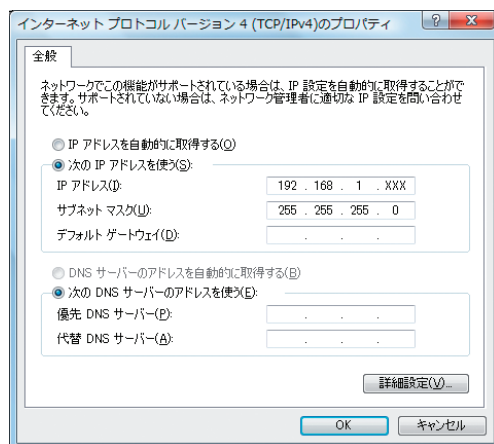 インターネット プロトコル バージョン 4 (TCP/IPv4)のプロパティ
全般
ネットワークでこの機能がサポートされている場合は、IP 設定を自動的に取得することがで
きます。サポートされていない場合は、ネットワーク管理者に適切な IP 設定を問い合わせ
てください。
IP アドレスを自動的に取得する(O)
次の IP アドレスを使う(S):
IP アドレス(I): 192 . 168 . 1 . XXX
サブネット マスク(U): 255 . 255 . 255 . 0
デフォルト ゲートウェイ(D): . . .
DNS サーバーのアドレスを自動的に取得する(B)
次の DNS サーバーのアドレスを使う(E):
優先 DNS サーバー(P): . . .
代替 DNS サーバー(A): . . .
詳細設定(V)...
OK キャンセル